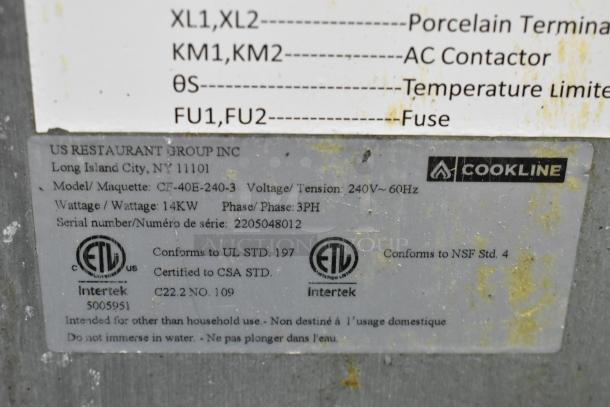 XL1,XL2-----------------Porcelain Termina
KM1,KM2--------------AC Contactor
θS------------------------Temperature Limite
FU1,FU2----------------Fuse
US RESTAURANT GROUP INC
Long Island City, NY 11101
COOKLINE
Model/ Maquette: CF-40E-240-3 Voltage/ Tension: 240V~ 60Hz
Wattage / Wattage: 14KW Phase/ Phase: 3PH
Serial number/Numéro de série: 2205048012
AUCTION GROUP
ETL
C US
Intertek
5005951
Conforms to UL STD. 197
Certified to CSA STD.
C22.2 NO. 109
ETL
Intertek
Conforms to NSF Std. 4
Intended for other than household use.- Non destiné à l'usage domestique
Do not immerse in water. - Ne pas plonger dans l'eau.